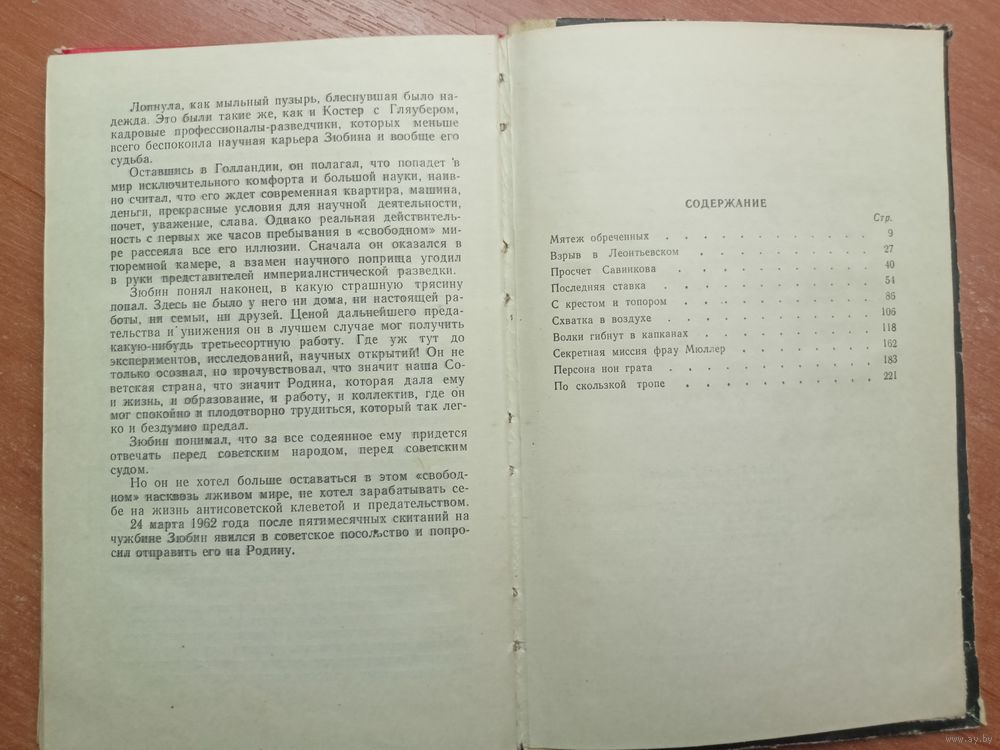 Лопнула, как мыльный пузырь, блеснувшая было на-
дежда. Это были такие же, как и Костер с Гляубером,
кадровые профессионалы-разведчики, которых меньше
всего беспокоила научная карьера Зюбина и вообще его
судьба.
Оставшись в Голландии, он полагал, что попадет в
мир исключительного комфорта и большой науки, наив-
но считал, что его ждет современная квартира, машина,
деньги, прекрасные условия для научной деятельности,
почет, уважение, слава. Однако реальная действитель-
ность с первых же часов пребывания в «свободном» ми-
ре рассеяла все его иллюзии. Сначала он оказался в
тюремной камере, а взамен научного поприща угодил
в руки представителей империалистической разведки.
Зюбин понял наконец, в какую страшную трясину
попал. Здесь не было у него ни дома, ни настоящей ра-
боты, ни семьи, ни друзей. Ценой дальнейшего преда-
тельства и унижения он в лучшем случае мог получить
какую-нибудь третьесортную работу. Где уж тут до
экспериментов, исследований, научных открытий! Он не
только осознал, но прочувствовал, что значит наша Со-
ветская страна, что значит Родина, которая дала ему
и жизнь, и образование, и работу, и коллектив, где он
мог спокойно и плодотворно трудиться, который так лег-
ко и бездумно предал.
Зюбин понимал, что за все содеянное ему придется
отвечать перед советским народом, перед советским
судом.
Но он не хотел больше оставаться в этом «свобод-
ном» насквозь лживом мире, не хотел зарабатывать се-
бе на жизнь антисоветской клеветой и предательством.
24 марта 1962 года после пятимесячных скитаний на
чужбине Зюбин явился в советское посольство и попро-
сил отправить его на Родину.
СОДЕРЖАНИЕ
Стр.
Мятеж обреченных . . . . . . . . . . . 9
Взрыв в Леонтьевском . . . . . . . . . . 27
Просчет Савинкова . . . . . . . . . . . 40
Последняя ставка . . . . . . . . . . . 54
С крестом и топором . . . . . . . . . . 86
Схватка в воздухе . . . . . . . . . . . 106
Волки гибнут в капканах . . . . . . . . . 118
Секретная миссия фрау Мюллер . . . . . . . 162
Персона нон грата . . . . . . . . . . . 183
По скользкой тропе . . . . . . . . . . 221
www.ay.by